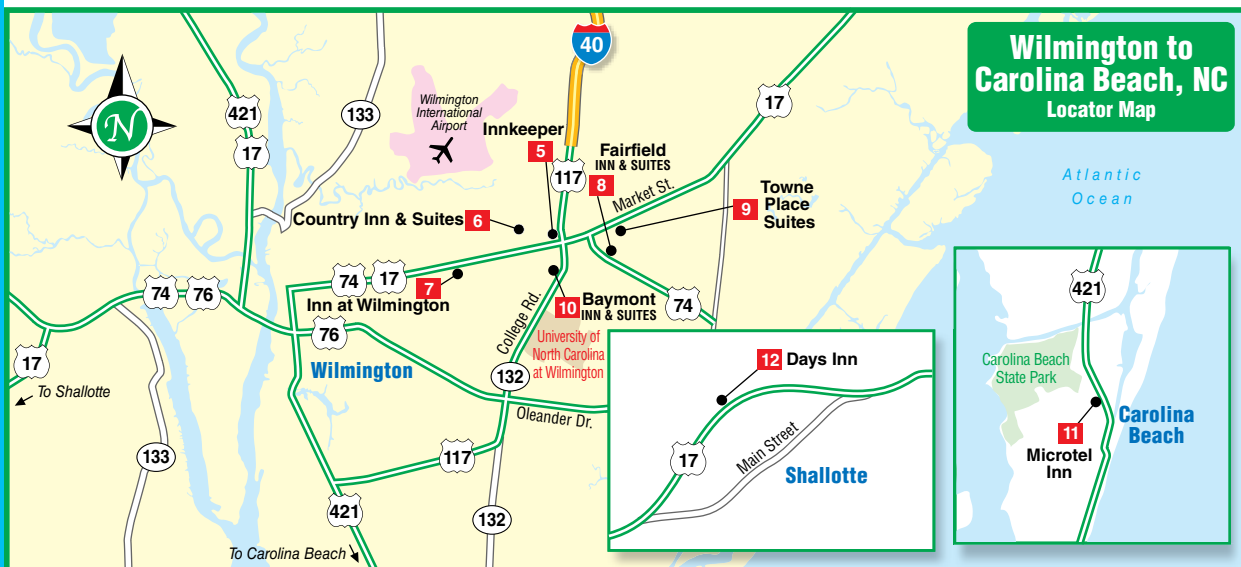 Wilmington to
Carolina Beach, NC
Locator Map
40
17
421
17
133
Wilmington
International
Airport
Innkeeper
5
117
Fairfield
INN & SUITES
8
Market St.
Towne
Place
Suites
9
Atlantic
Ocean
Country Inn & Suites
6
74
17
7
Inn at Wilmington
74
76
76
10
Baymont
INN & SUITES
74
College Rd.
University of
North Carolina
at Wilmington
Wilmington
17
To Shallotte
132
Oleander Dr.
133
117
421
132
To Carolina Beach
12
Days Inn
17
Main Street
Shallotte
421
Carolina Beach
State Park
11
Microtel
Inn
Carolina
Beach
N